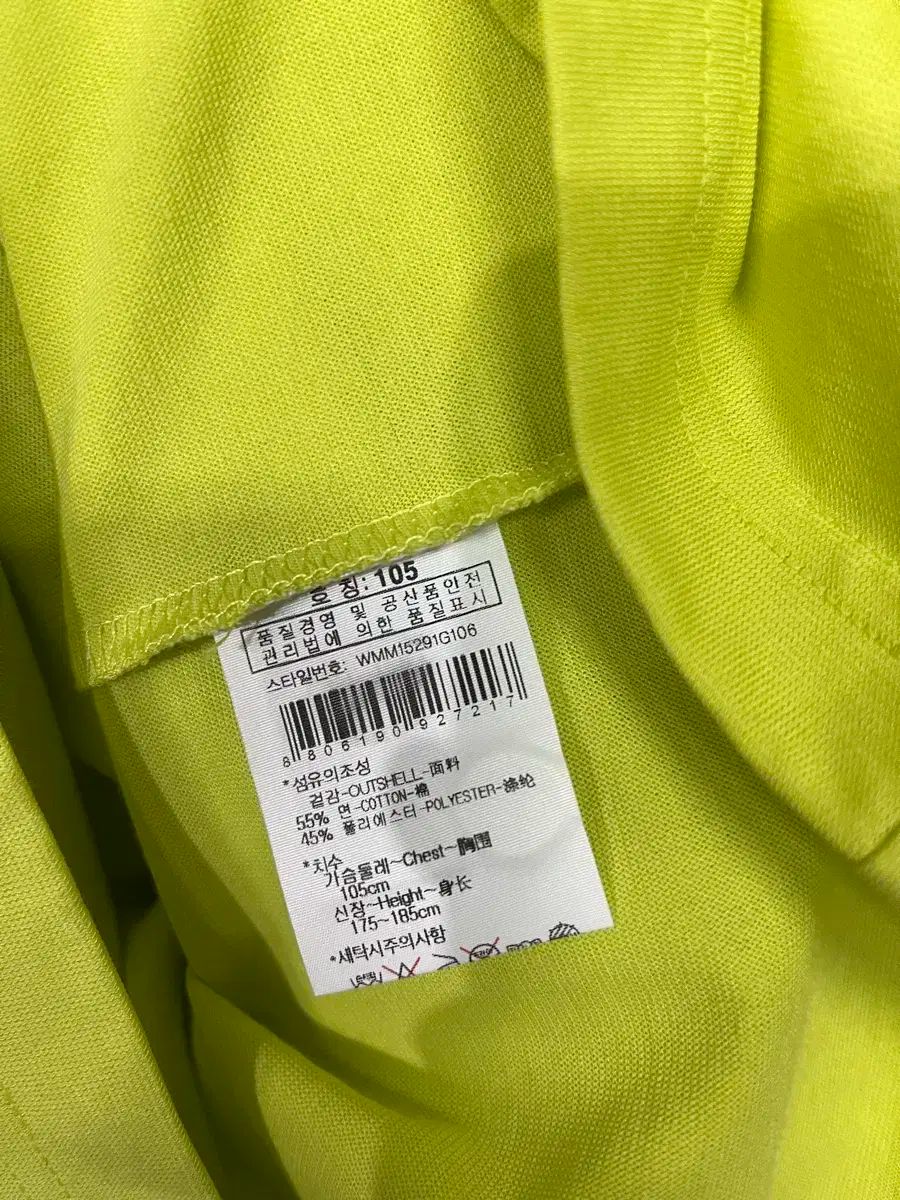 호칭: 105
품질경영 및 공산품안전
관리법에 의한 품질표시
스타일번호: WMM15291G106
8806190927217
*섬유의조성
겉감-OUTSHELL-面料
55% 면-COTTON-棉
45% 폴리에스터-POLYESTER-涤纶
*치수
가슴둘레~Chest~胸围
105cm
신장~Height~身长
175~185cm
*세탁시주의사항